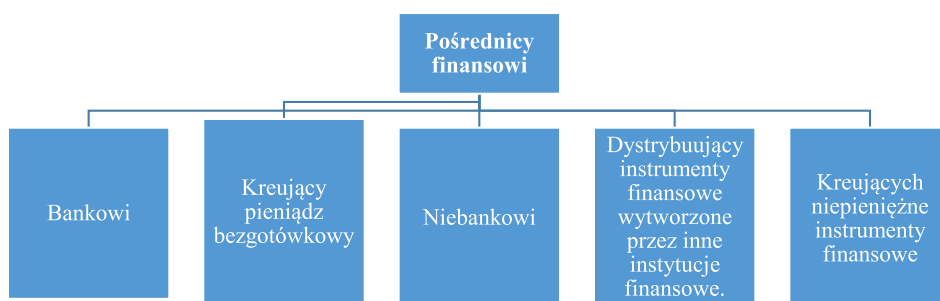 Pośrednicy
finansowi
Bankowi
Kreujący
pieniądz
bezgotówkowy
Niebankowi
Dystrybuujący
instrumenty
finansowe
wytworzone
przez inne
instytucje
finansowe.
Kreujących
niepieniężne
instrumenty
finansowe